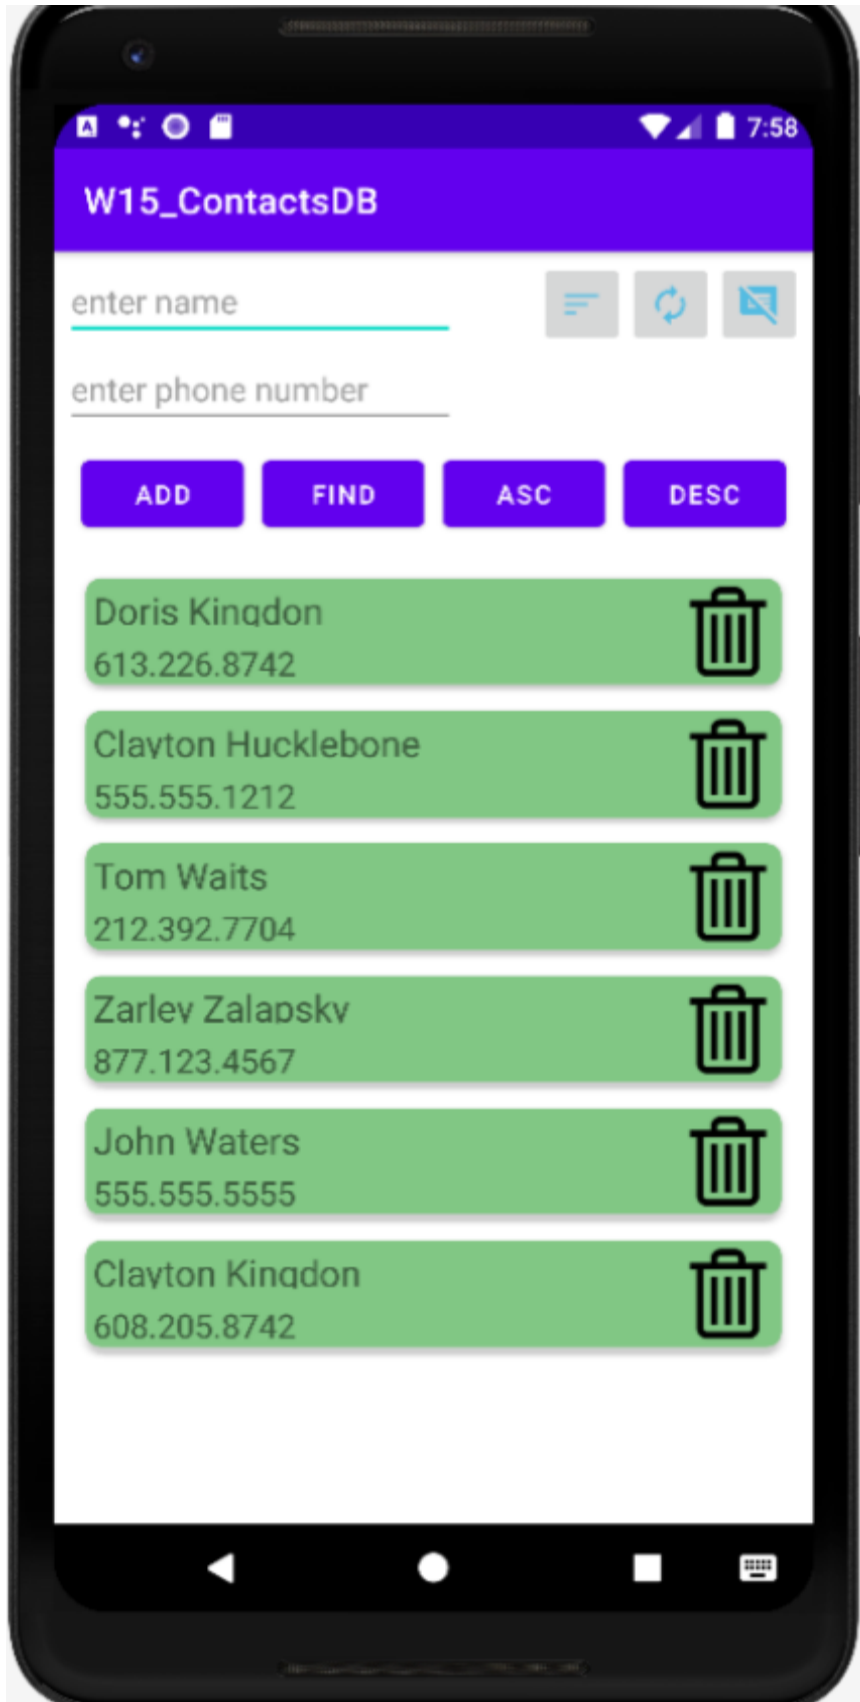 7:58
W15_ContactsDB
enter name
enter phone number
ADD FIND ASC DESC
Doris Kingdon
613.226.8742
Clayton Hucklebone
555.555.1212
Tom Waits
212.392.7704
Zarley Zalapsky
877.123.4567
John Waters
555.555.5555
Clayton Kingdon
608.205.8742